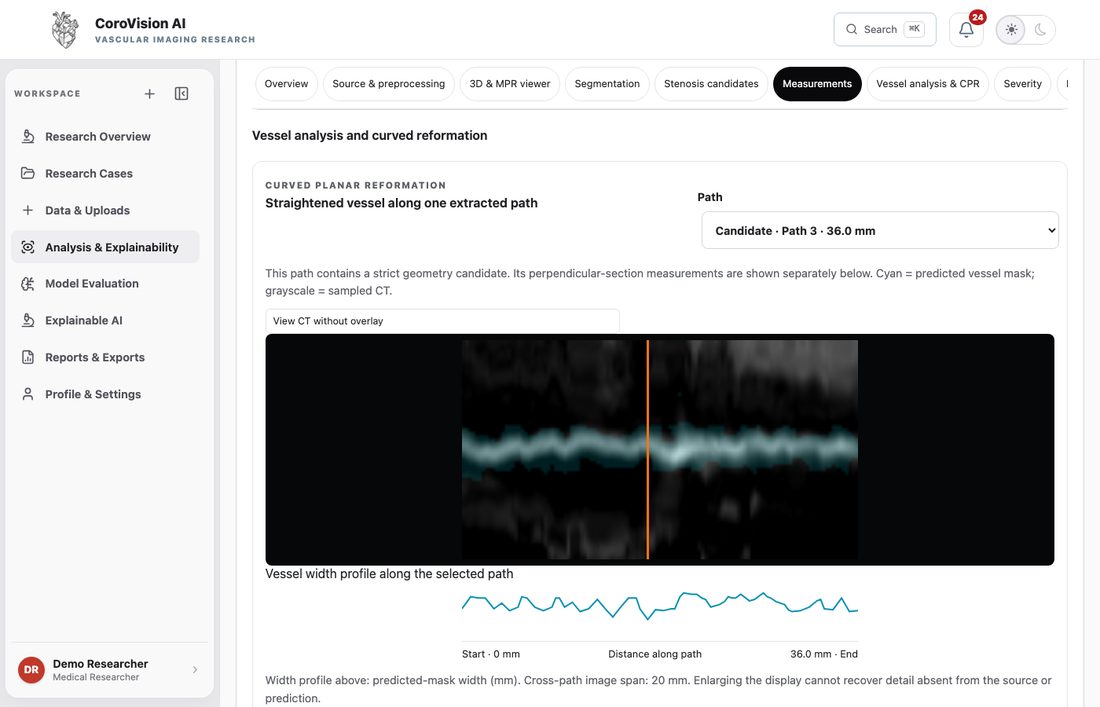 CoroVision AI
VASCULAR IMAGING RESEARCH
Search ⌘K
24
WORKSPACE
Research Overview
Research Cases
Data & Uploads
Analysis & Explainability
Model Evaluation
Explainable AI
Reports & Exports
Profile & Settings
DR
Demo Researcher
Medical Researcher
Overview
Source & preprocessing
3D & MPR viewer
Segmentation
Stenosis candidates
Measurements
Vessel analysis & CPR
Severity
Vessel analysis and curved reformation
CURVED PLANAR REFORMATION
Straightened vessel along one extracted path
Path
Candidate · Path 3 · 36.0 mm
This path contains a strict geometry candidate. Its perpendicular-section measurements are shown separately below. Cyan = predicted vessel mask;
grayscale = sampled CT.
View CT without overlay
Vessel width profile along the selected path
Start · 0 mm
Distance along path
36.0 mm · End
Width profile above: predicted-mask width (mm). Cross-path image span: 20 mm. Enlarging the display cannot recover detail absent from the source or
prediction.